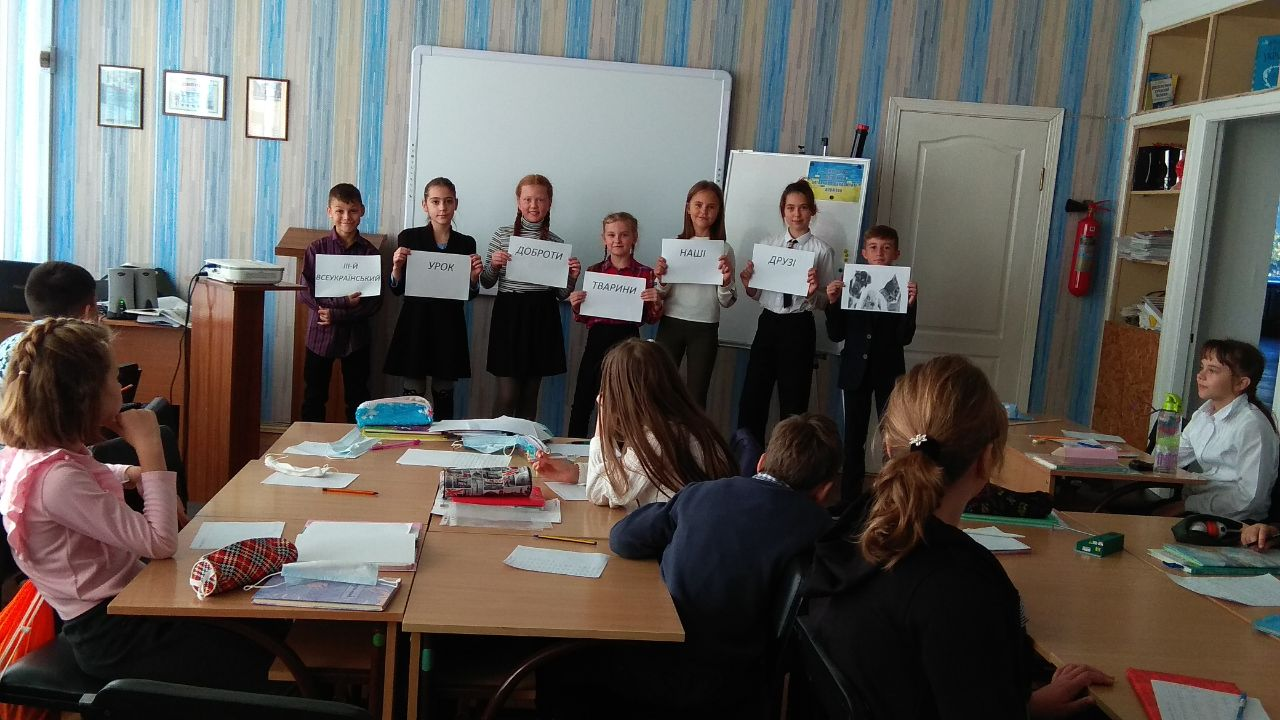 ІІІ-Й
ВСЕУКРАЇНСЬКИЙ
УРОК
ДОБРОТИ
ТВАРИНИ
НАШІ
ДРУЗІ